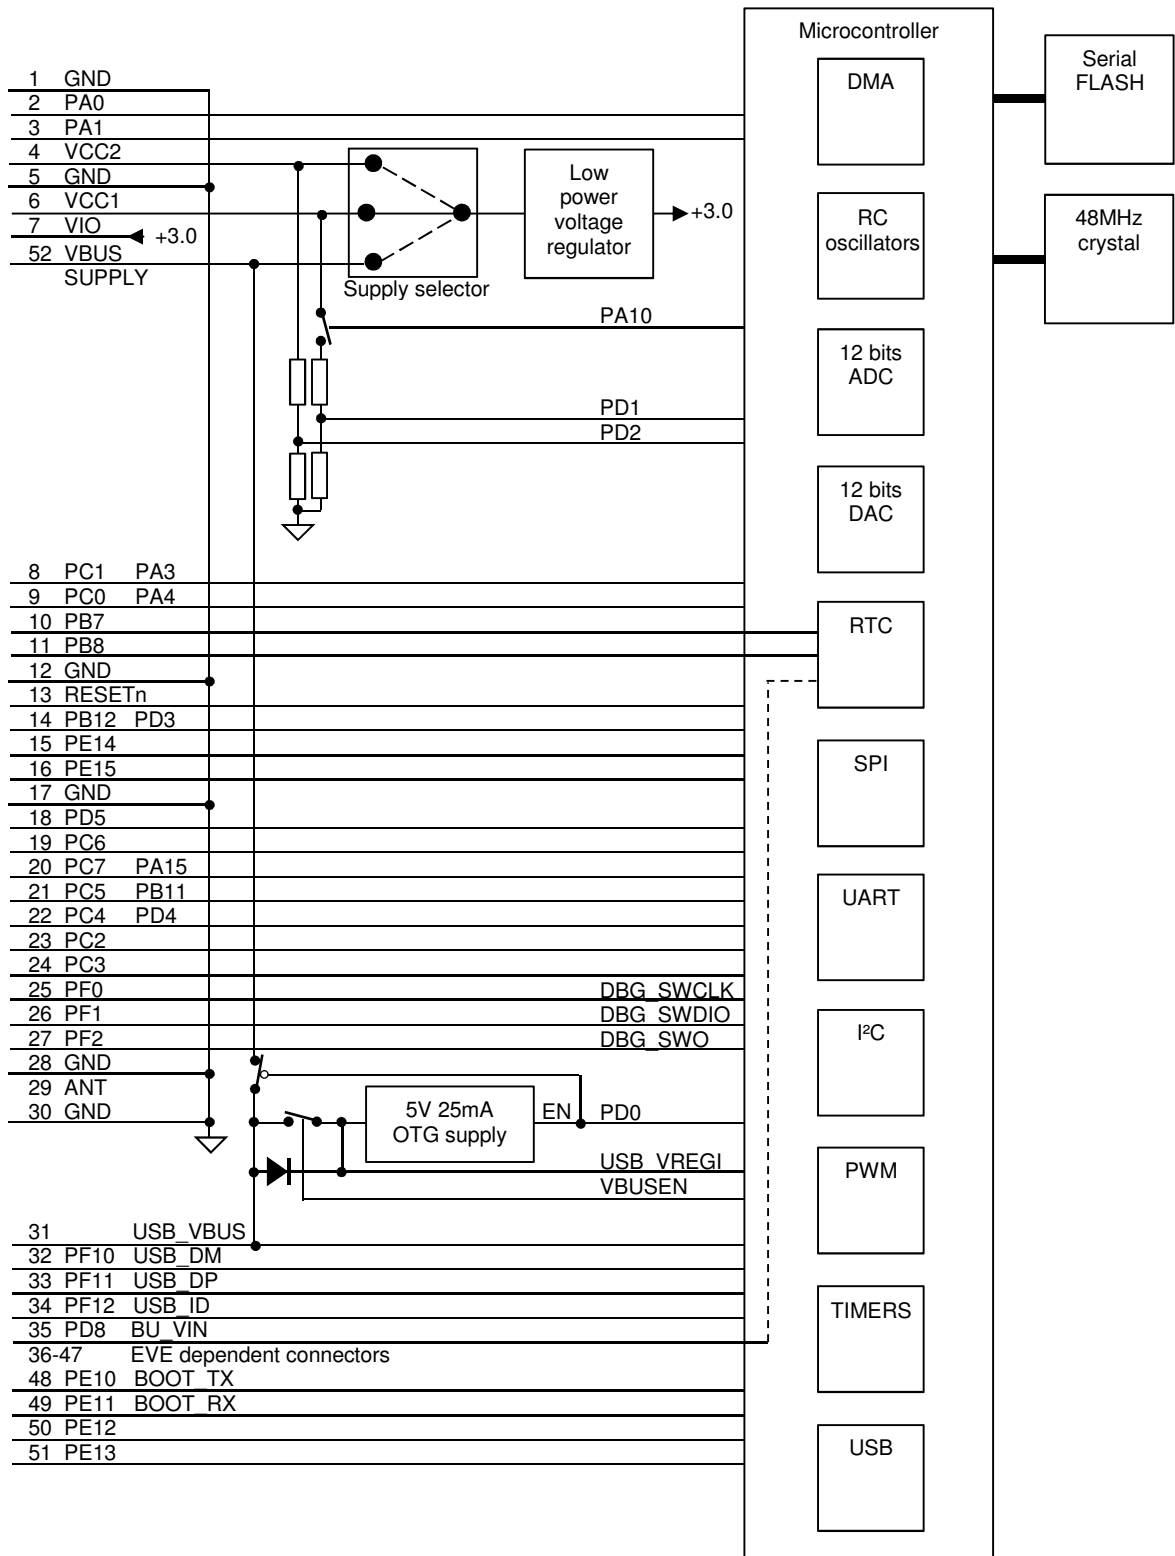 Microcontroller
Serial
FLASH
DMA
1 GND
2 PA0
3 PA1
4 VCC2
5 GND
6 VCC1
7 VIO
+3.0
52 VBUS
SUPPLY
Supply selector
Low
power
voltage
regulator
+3.0
RC
oscillators
48MHz
crystal
PA10
12 bits
ADC
PD1
PD2
12 bits
DAC
8 PC1 PA3
9 PC0 PA4
10 PB7
11 PB8
RTC
12 GND
13 RESETn
14 PB12 PD3
15 PE14
16 PE15
SPI
17 GND
18 PD5
19 PC6
20 PC7 PA15
21 PC5 PB11
UART
22 PC4 PD4
23 PC2
24 PC3
25 PF0 DBG_SWCLK
26 PF1 DBG_SWDIO
27 PF2 DBG_SWO
I²C
28 GND
29 ANT
30 GND
5V 25mA
OTG supply
EN PD0
USB_VREGI
VBUSEN
PWM
31 USB_VBUS
32 PF10 USB_DM
33 PF11 USB_DP
34 PF12 USB_ID
TIMERS
35 PD8 BU_VIN
36-47 EVE dependent connectors
48 PE10 BOOT_TX
49 PE11 BOOT_RX
50 PE12
51 PE13
USB